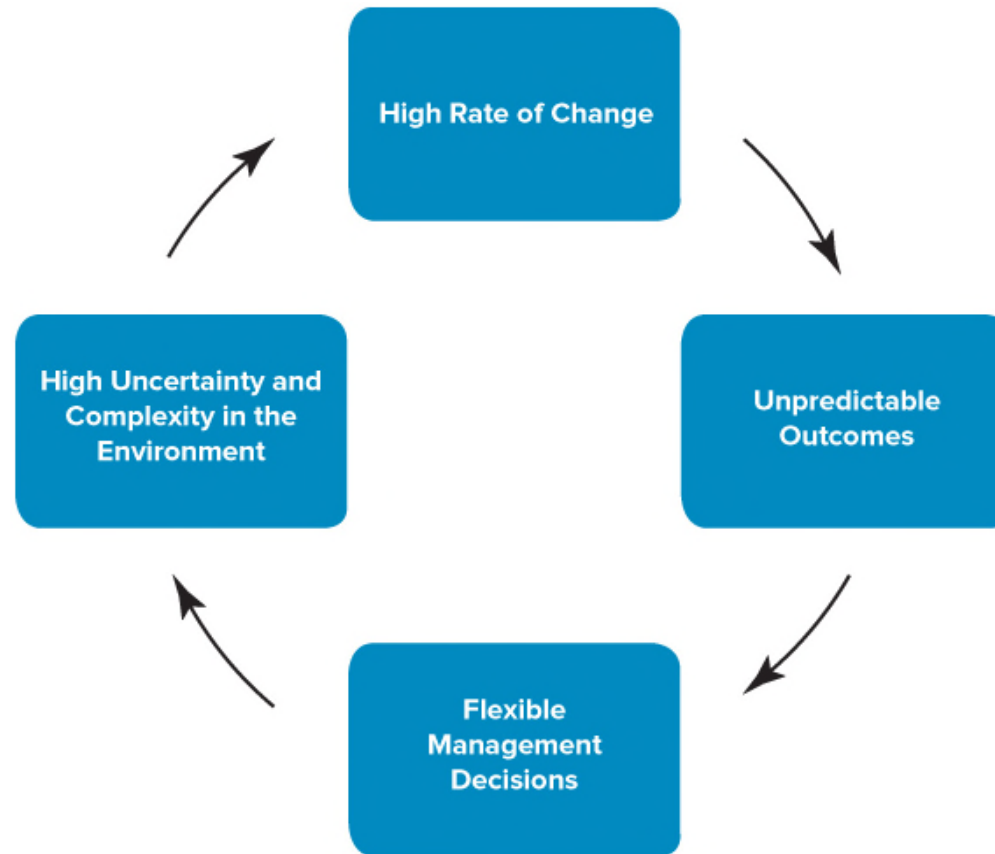 High Rate of Change
High Uncertainty and
Complexity in the
Environment
Unpredictable
Outcomes
Flexible
Management
Decisions